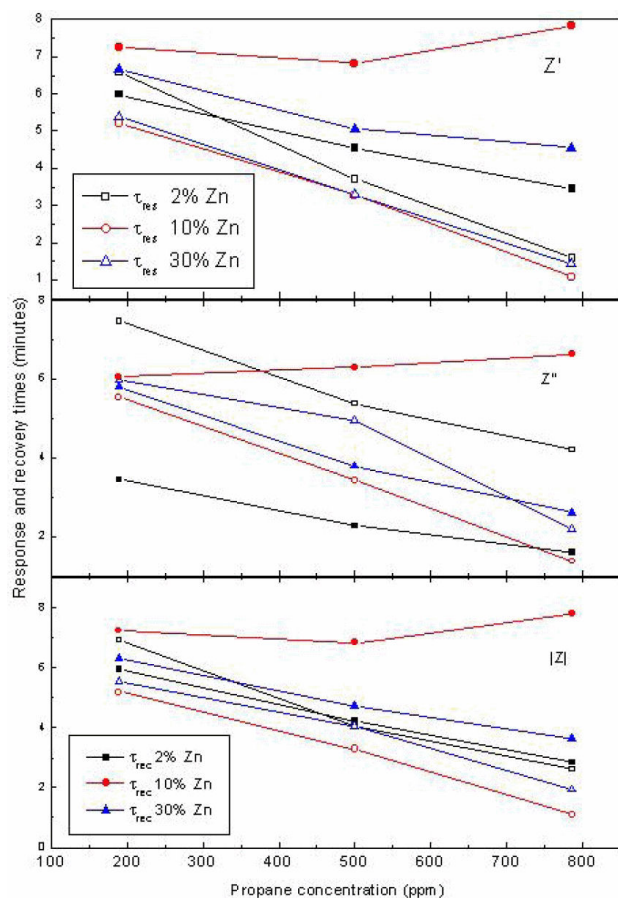 8
7
6
5
4
3
2
1
Z'
τres 2% Zn
τres 10% Zn
τres 30% Zn
Response and recovery times (minutes)
8
6
4
2
Z"
8
6
4
2
0
|Z|
τrec 2% Zn
τrec 10% Zn
τrec 30% Zn
100 200 300 400 500 600 700 800
Propane concentration (ppm)